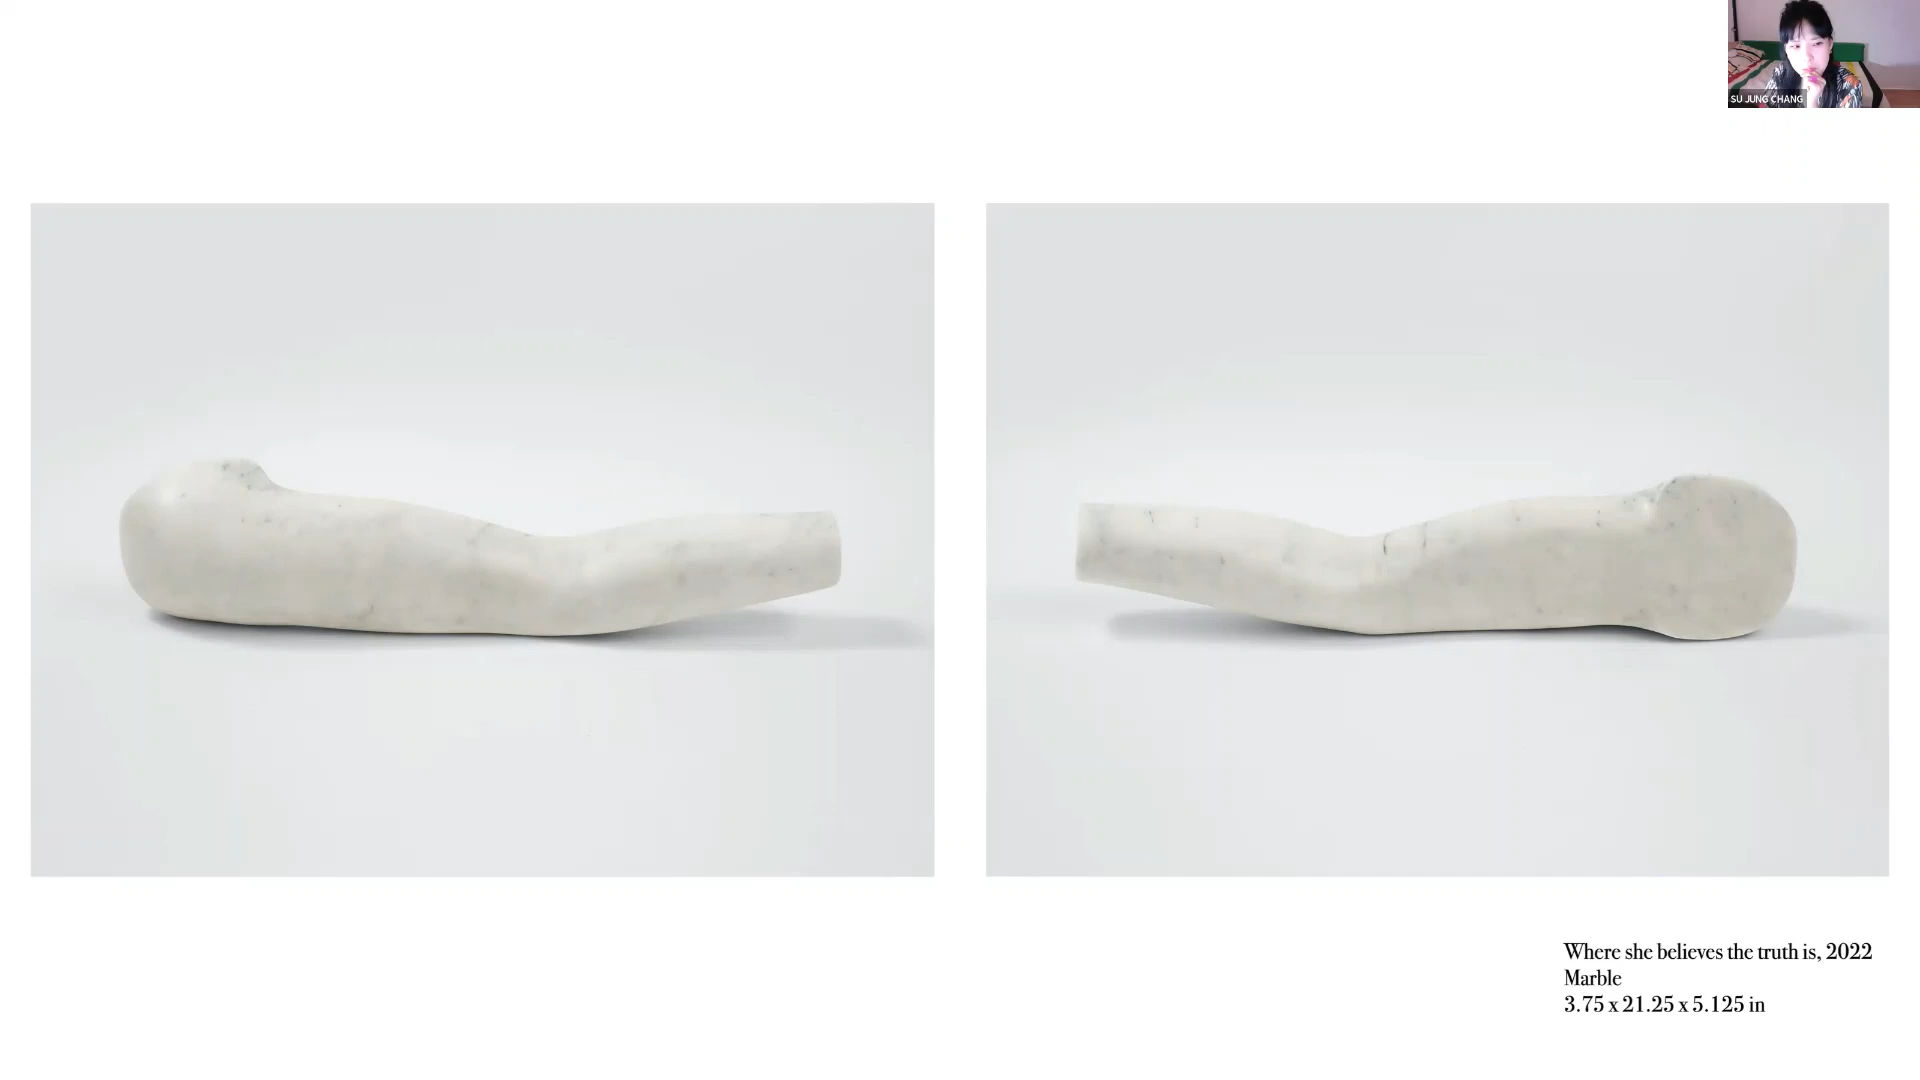 SU JUNG CHANG
Where she believes the truth is, 2022
Marble
3.75 x 21.25 x 5.125 in